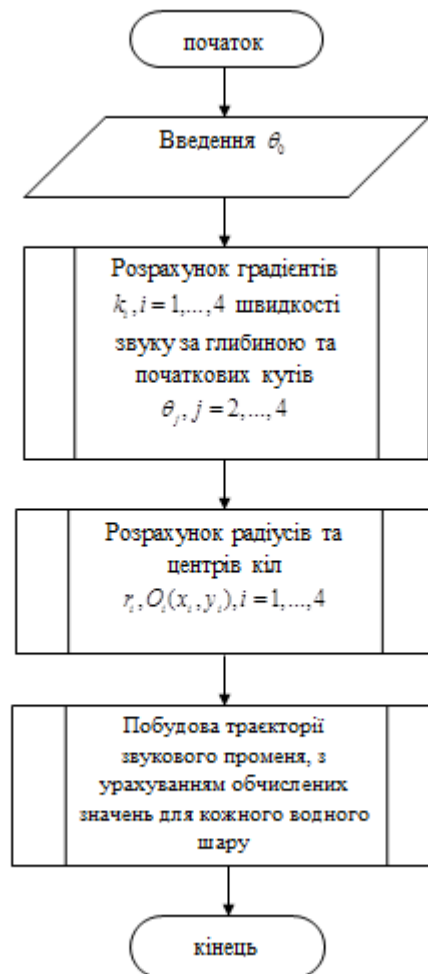 початок
Введення θ₀
Розрахунок градієнтів
kᵢ, i = 1,...,4 швидкості
звуку за глибиною та
початкових кутів
θⱼ, j = 2,...,4
Розрахунок радіусів та
центрів кіл
rᵢ, Oᵢ(xᵢ, yᵢ), i = 1,...,4
Побудова траєкторії
звукового променя, з
урахуванням обчислених
значень для кожного водного
шару
кінець